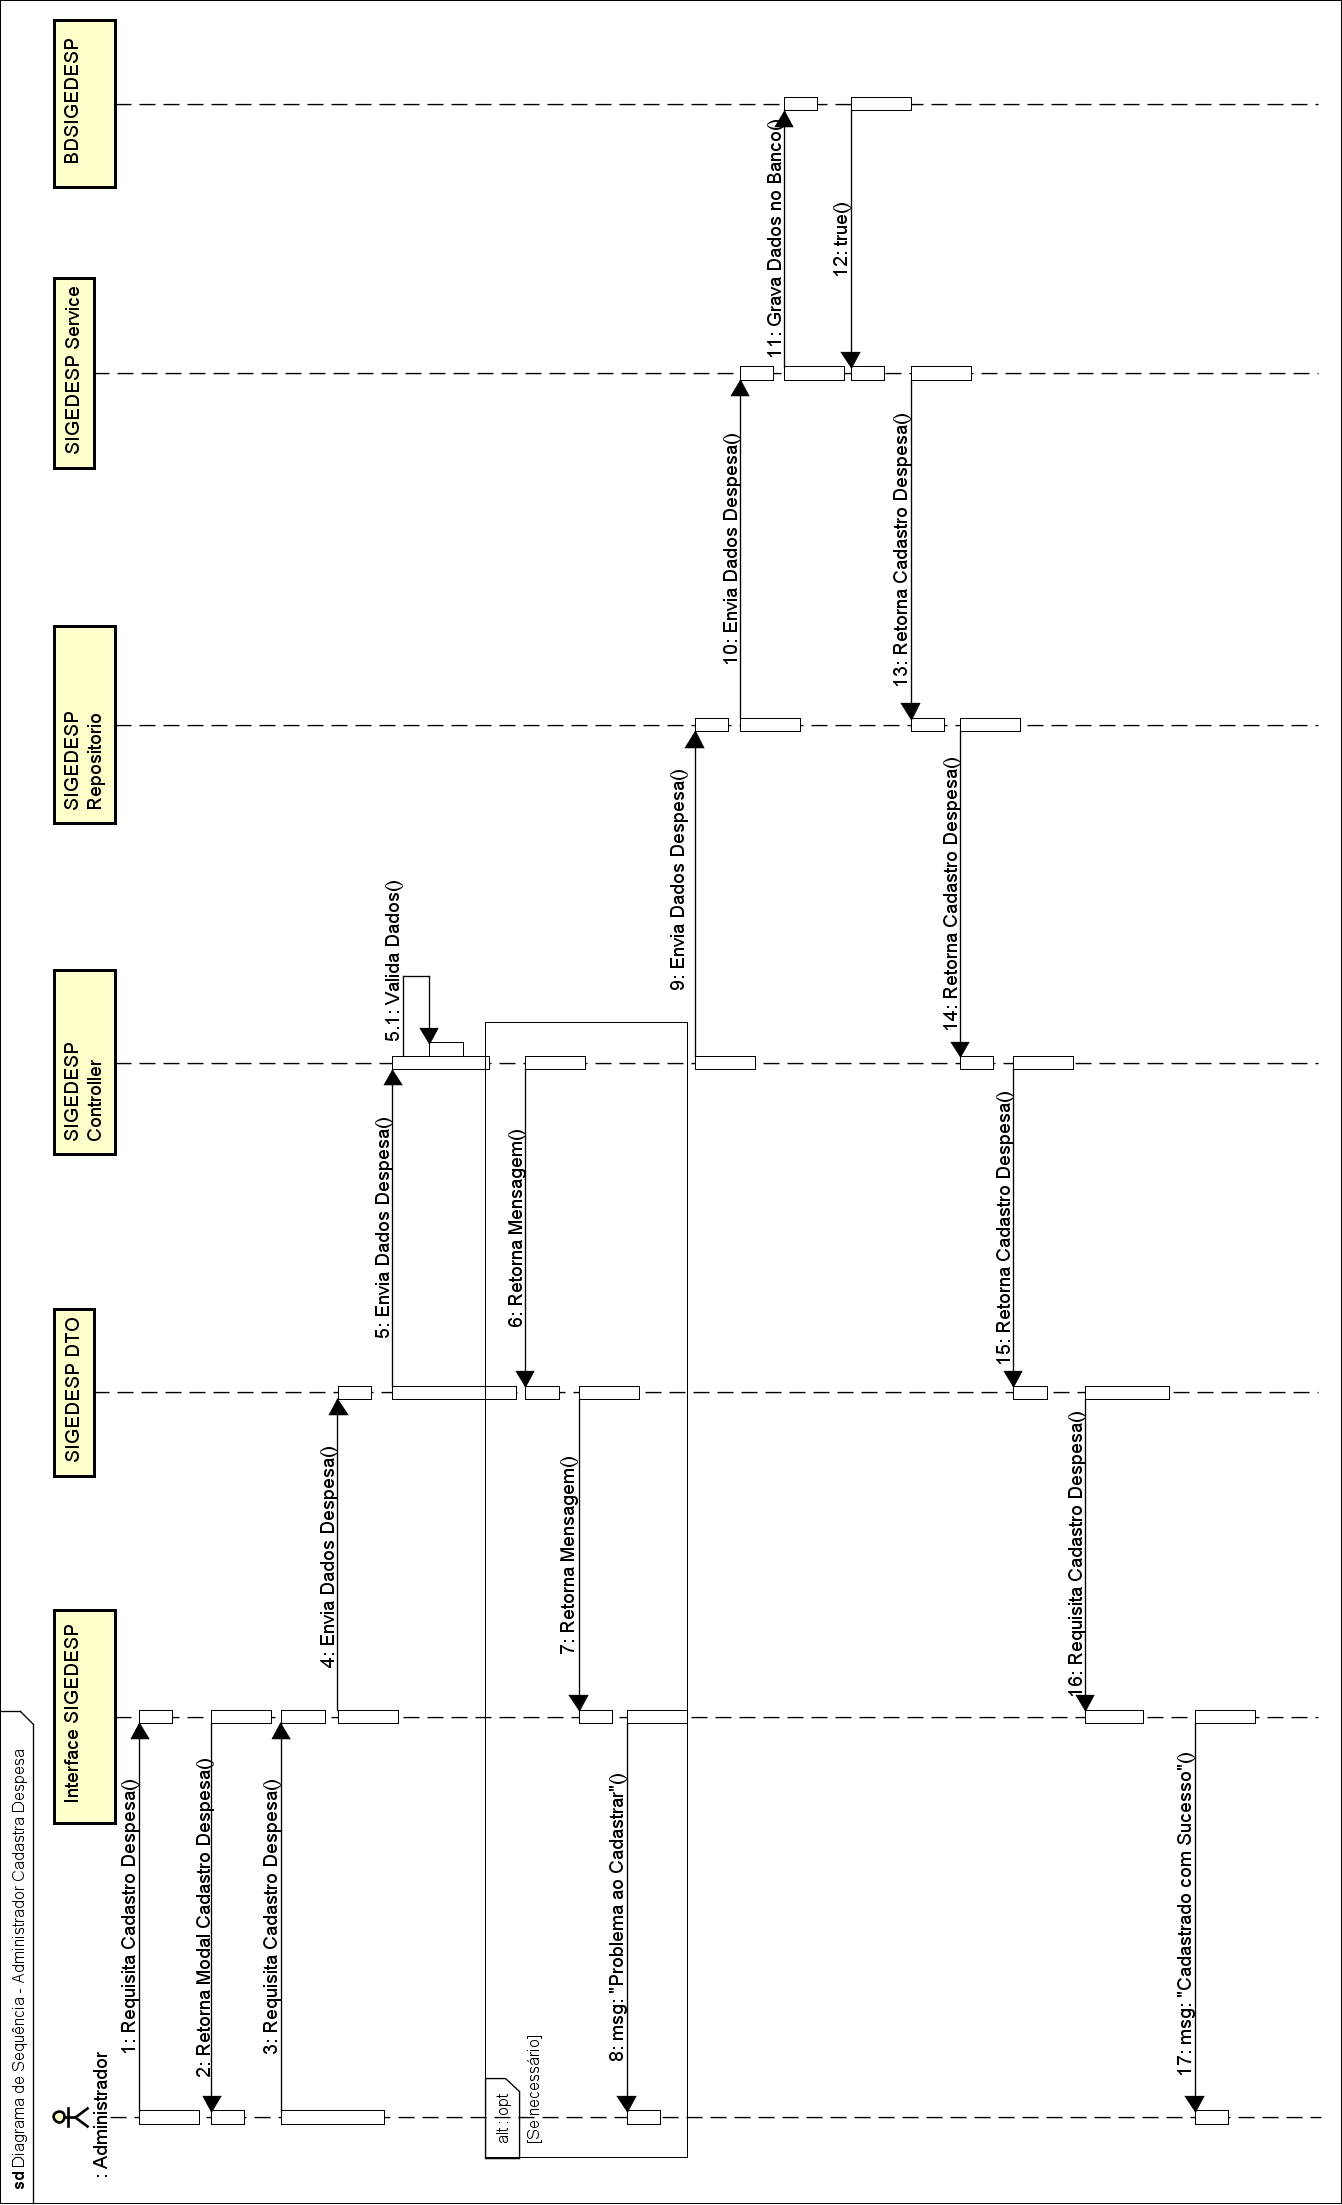 sd Diagrama de Sequência - Administrador Cadastra Despesa
: Administrador
Interface SIGEDESP
SIGEDESP DTO
SIGEDESP
Controller
SIGEDESP
Repositorio
SIGEDESP Service
BDSIGEDESP
1: Requisita Cadastro Despesa()
2: Retorna Modal Cadastro Despesa()
3: Requisita Cadastro Despesa()
4: Envia Dados Despesa()
5: Envia Dados Despesa()
5.1: Valida Dados()
alt : opt
[Se necessário]
6: Retorna Mensagem()
7: Retorna Mensagem()
8: msg: "Problema ao Cadastrar"()
9: Envia Dados Despesa()
10: Envia Dados Despesa()
11: Grava Dados no Banco()
12: true()
13: Retorna Cadastro Despesa()
14: Retorna Cadastro Despesa()
15: Retorna Cadastro Despesa()
16: Requisita Cadastro Despesa()
17: msg: "Cadastrado com Sucesso"()